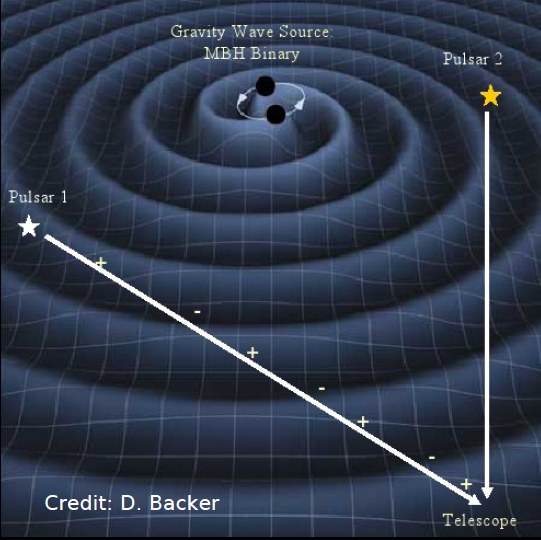 Gravity Wave Source:
MBH Binary
Pulsar 2
Pulsar 1
+
-
+
-
+
-
+
Credit: D. Backer
Telescope